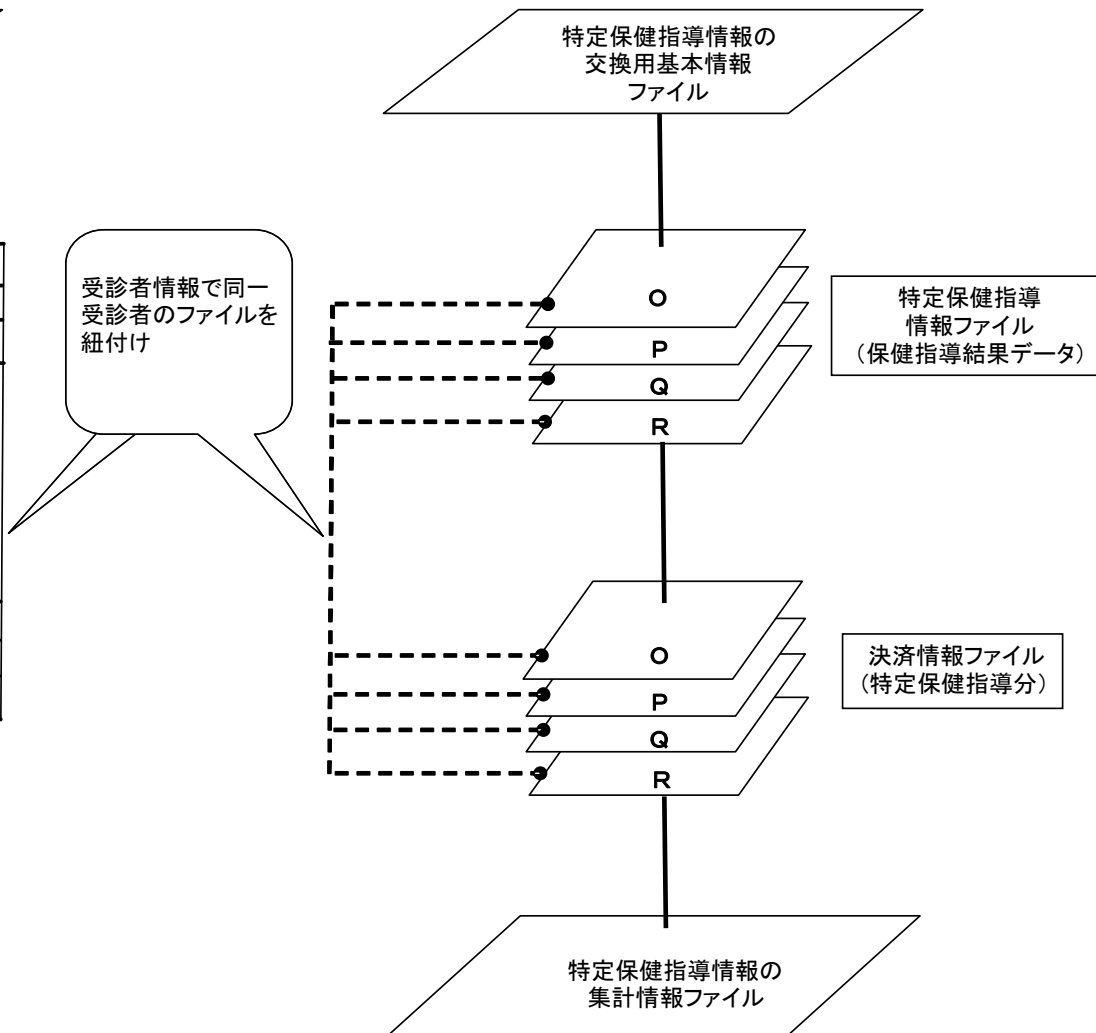 特定保健指導情報の
交換用基本情報
ファイル
受診者情報で同一
受診者のファイルを
紐付け
O
P
Q
R
特定保健指導
情報ファイル
（保健指導結果データ）
O
P
Q
R
決済情報ファイル
（特定保健指導分）
特定保健指導情報の
集計情報ファイル